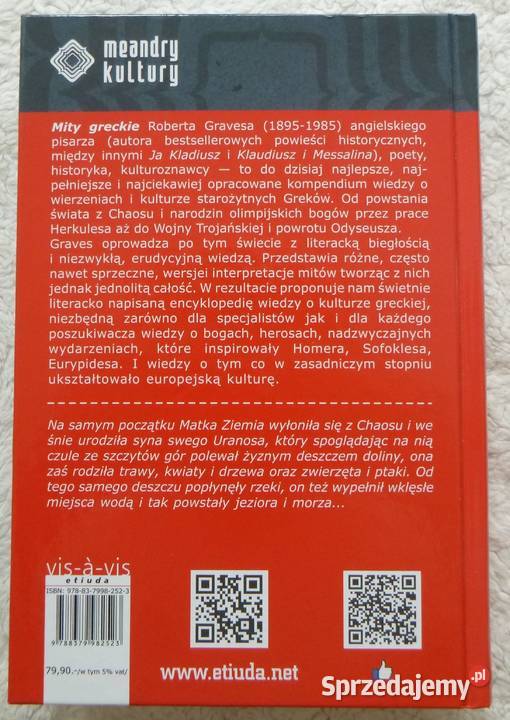 meandry
kultury
Mity greckie Roberta Gravesa (1895-1985) angielskiego
pisarza (autora bestsellerowych powieści historycznych,
między innymi Ja Kladiusz i Klaudiusz i Messalina), poety,
historyka, kulturoznawcy — to do dzisiaj najlepsze, naj-
pełniejsze i najciekawiej opracowane kompendium wiedzy o
wierzeniach i kulturze starożytnych Greków. Od powstania
świata z Chaosu i narodzin olimpijskich bogów przez prace
Herkulesa aż do Wojny Trojańskiej i powrotu Odyseusza.
Graves oprowadza po tym świecie z literacką biegłością
i niezwykłą, erudycyjną wiedzą. Przedstawia różne, często
nawet sprzeczne, wersjei interpretacje mitów tworząc z nich
jednak jednolitą całość. W rezultacie proponuje nam świetnie
literacko napisaną encyklopedię wiedzy o kulturze greckiej,
niezbędną zarówno dla specjalistów jak i dla każdego
poszukiwacza wiedzy o bogach, herosach, nadzwyczajnych
wydarzeniach, które inspirowały Homera, Sofoklesa,
Eurypidesa. I wiedzy o tym co w zasadniczym stopniu
ukształtowało europejską kulturę.
Na samym początku Matka Ziemia wyłoniła się z Chaosu i we
śnie urodziła syna swego Uranosa, który spoglądając na nią
czule ze szczytów gór polewał żyznym deszczem doliny, ona
zaś rodziła trawy, kwiaty i drzewa oraz zwierzęta i ptaki. Od
tego samego deszczu popłynęły rzeki, on też wypełnił wklęsłe
miejsca wodą i tak powstały jeziora i morza...
vis-à-vis
etiuda
ISBN: 978-83-7998-252-3
9 788379 982523
79,90.-/w tym 5% vat/
www.etiuda.net
Sprzedajemy.pl